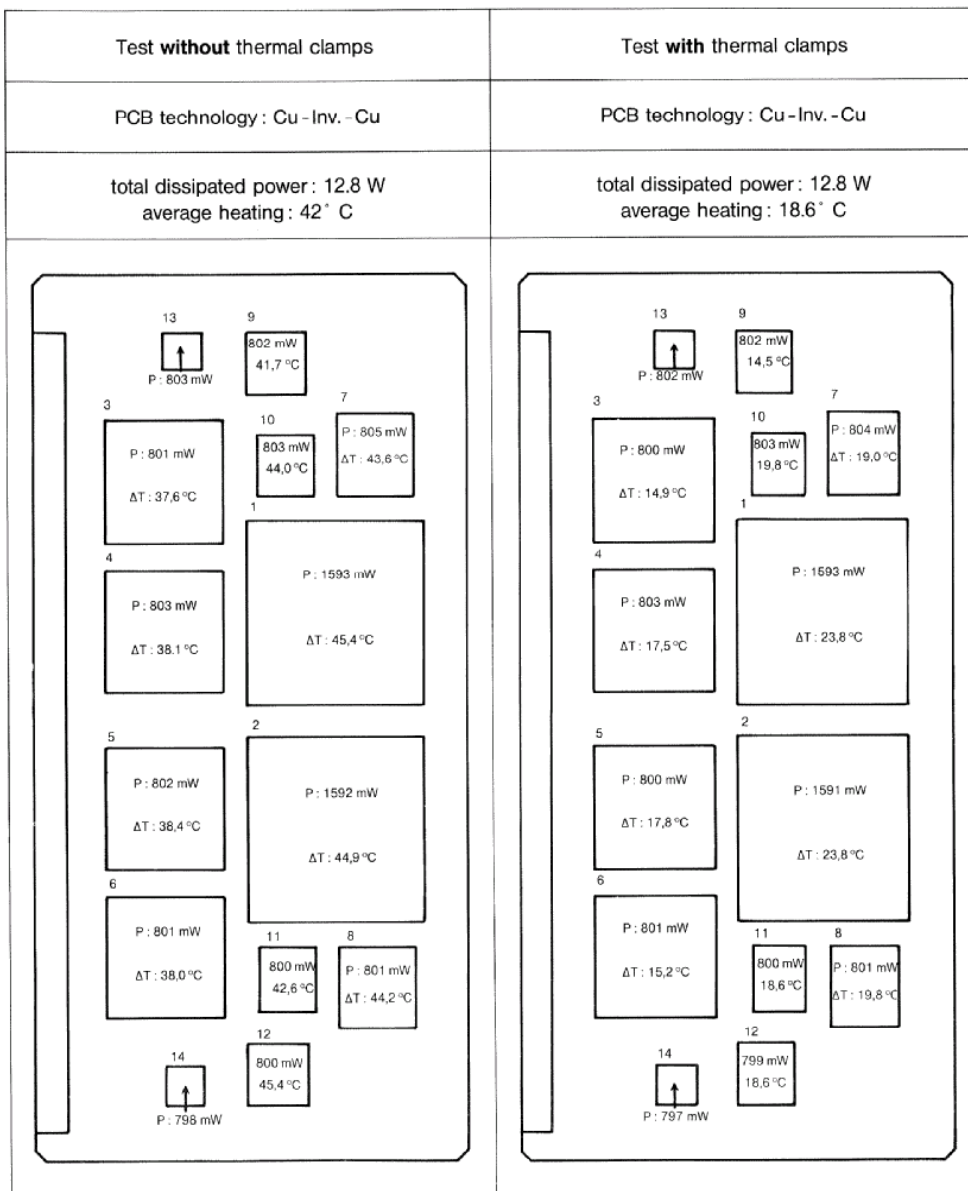 Test without thermal clamps
PCB technology : Cu-Inv.-Cu
total dissipated power : 12.8 W
average heating : 42° C
13
P : 803 mW
9
802 mW
41,7 °C
3
P : 801 mW
ΔT : 37,6 °C
10
803 mW
44,0 °C
7
P : 805 mW
ΔT : 43,6 °C
1
P : 1593 mW
ΔT : 45,4 °C
4
P : 803 mW
ΔT : 38.1 °C
5
P : 802 mW
ΔT : 38,4 °C
2
P : 1592 mW
ΔT : 44,9 °C
6
P : 801 mW
ΔT : 38,0 °C
11
800 mW
42,6 °C
8
P : 801 mW
ΔT : 44,2 °C
14
P : 798 mW
12
800 mW
45,4 °C
Test with thermal clamps
PCB technology : Cu-Inv.-Cu
total dissipated power : 12.8 W
average heating : 18.6° C
13
P : 802 mW
9
802 mW
14,5 °C
3
P : 800 mW
ΔT : 14,9 °C
10
803 mW
19,8 °C
7
P : 804 mW
ΔT : 19,0 °C
1
P : 1593 mW
ΔT : 23,8 °C
4
P : 803 mW
ΔT : 17,5 °C
5
P : 800 mW
ΔT : 17,8 °C
2
P : 1591 mW
ΔT : 23,8 °C
6
P : 801 mW
ΔT : 15,2 °C
11
800 mW
18,6 °C
8
P : 801 mW
ΔT : 19,8 °C
14
P : 797 mW
12
799 mW
18,6 °C